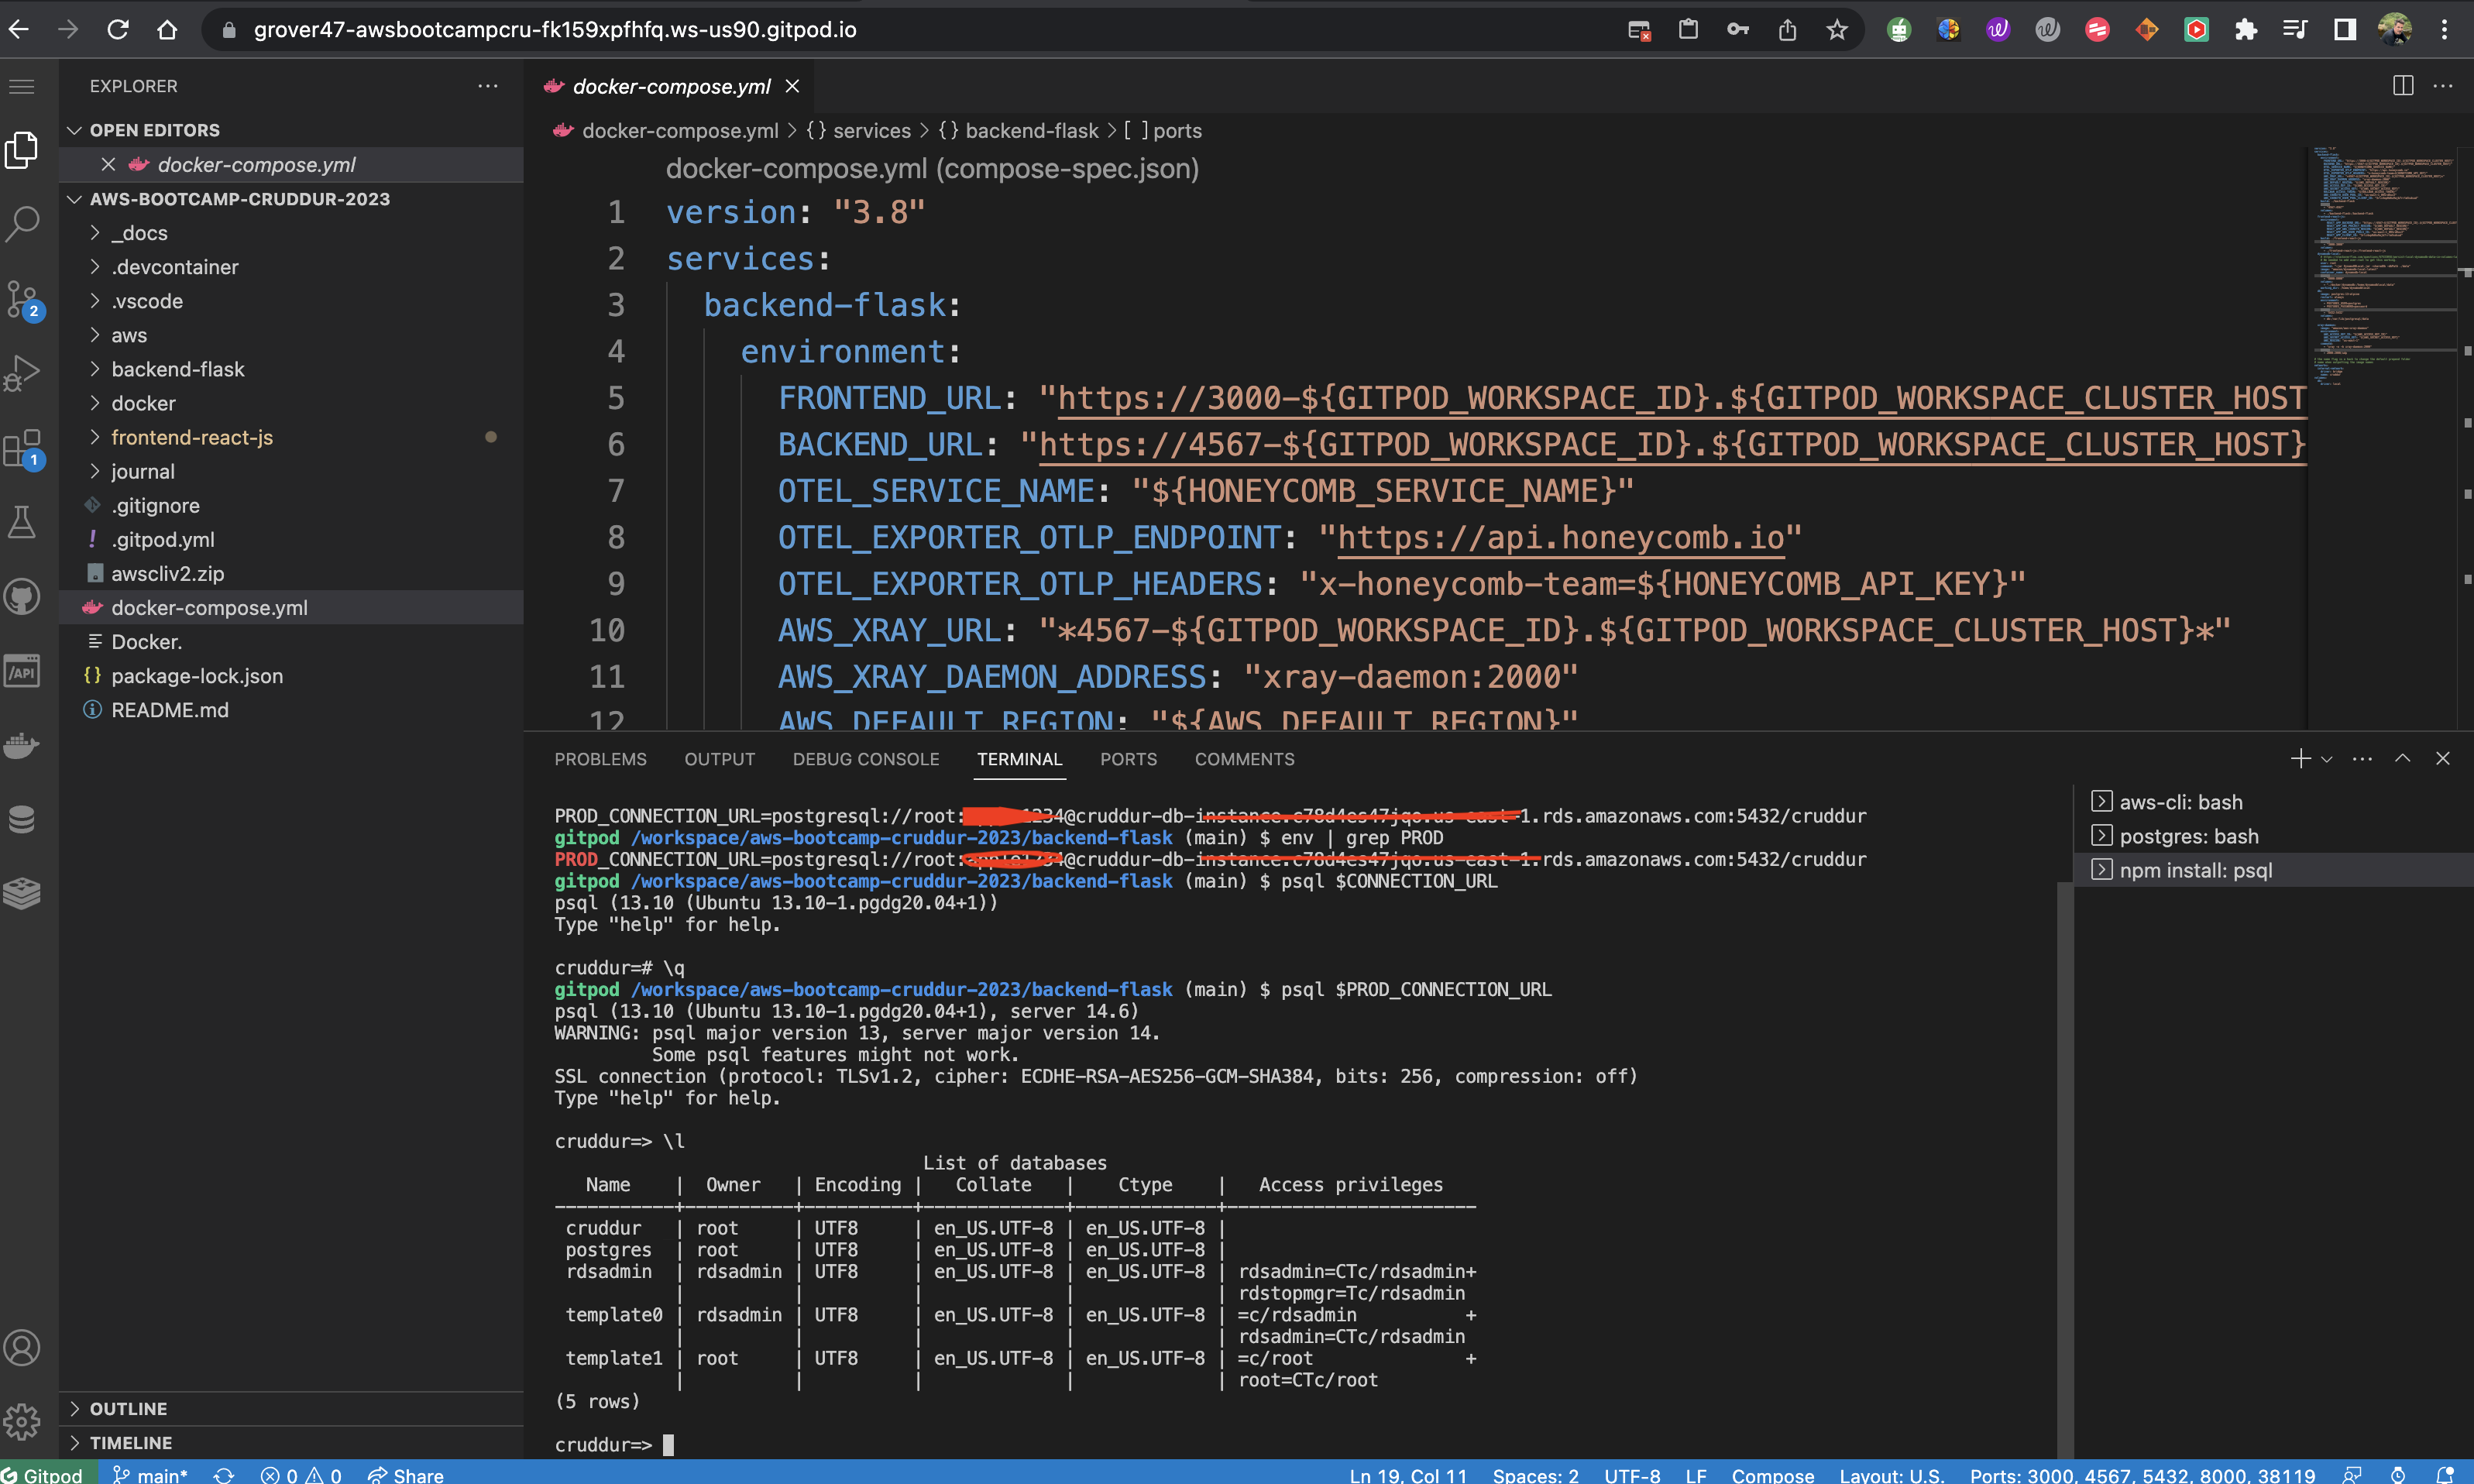 grover47-awsbootcampcru-fk159xpfhfq.ws-us90.gitpod.io
EXPLORER
OPEN EDITORS
docker-compose.yml
AWS-BOOTCAMP-CRUDDUR-2023
_docs
.devcontainer
.vscode
aws
backend-flask
docker
frontend-react-js
journal
.gitignore
.gitpod.yml
awscliv2.zip
docker-compose.yml
Docker.
package-lock.json
README.md
OUTLINE
TIMELINE
2
1
/API
docker-compose.yml
docker-compose.yml > {} services > {} backend-flask > [ ] ports
docker-compose.yml (compose-spec.json)
1 version: "3.8"
2 services:
3 backend-flask:
4 environment:
5 FRONTEND_URL: "https://3000-${GITPOD_WORKSPACE_ID}.${GITPOD_WORKSPACE_CLUSTER_HOST
6 BACKEND_URL: "https://4567-${GITPOD_WORKSPACE_ID}.${GITPOD_WORKSPACE_CLUSTER_HOST}
7 OTEL_SERVICE_NAME: "${HONEYCOMB_SERVICE_NAME}"
8 OTEL_EXPORTER_OTLP_ENDPOINT: "https://api.honeycomb.io"
9 OTEL_EXPORTER_OTLP_HEADERS: "x-honeycomb-team=${HONEYCOMB_API_KEY}"
10 AWS_XRAY_URL: "*4567-${GITPOD_WORKSPACE_ID}.${GITPOD_WORKSPACE_CLUSTER_HOST}*"
11 AWS_XRAY_DAEMON_ADDRESS: "xray-daemon:2000"
12 AWS_DEFAULT_REGION: "${AWS_DEFAULT_REGION}"
PROBLEMS OUTPUT DEBUG CONSOLE TERMINAL PORTS COMMENTS
PROD_CONNECTION_URL=postgresql://root: @cruddur-db- .rds.amazonaws.com:5432/cruddur
gitpod /workspace/aws-bootcamp-cruddur-2023/backend-flask (main) $ env | grep PROD
PROD_CONNECTION_URL=postgresql://root: @cruddur-db- .rds.amazonaws.com:5432/cruddur
gitpod /workspace/aws-bootcamp-cruddur-2023/backend-flask (main) $ psql $CONNECTION_URL
psql (13.10 (Ubuntu 13.10-1.pgdg20.04+1))
Type "help" for help.
cruddur=# \q
gitpod /workspace/aws-bootcamp-cruddur-2023/backend-flask (main) $ psql $PROD_CONNECTION_URL
psql (13.10 (Ubuntu 13.10-1.pgdg20.04+1), server 14.6)
WARNING: psql major version 13, server major version 14.
Some psql features might not work.
SSL connection (protocol: TLSv1.2, cipher: ECDHE-RSA-AES256-GCM-SHA384, bits: 256, compression: off)
Type "help" for help.
cruddur=> \l
List of databases
Name | Owner | Encoding | Collate | Ctype | Access privileges
-----------+----------+----------+-------------+-------------+-----------------------
cruddur | root | UTF8 | en_US.UTF-8 | en_US.UTF-8 |
postgres | root | UTF8 | en_US.UTF-8 | en_US.UTF-8 |
rdsadmin | rdsadmin | UTF8 | en_US.UTF-8 | en_US.UTF-8 | rdsadmin=CTc/rdsadmin+
| | | | | rdstopmgr=Tc/rdsadmin
template0 | rdsadmin | UTF8 | en_US.UTF-8 | en_US.UTF-8 | =c/rdsadmin +
| | | | | rdsadmin=CTc/rdsadmin
template1 | root | UTF8 | en_US.UTF-8 | en_US.UTF-8 | =c/root +
| | | | | root=CTc/root
(5 rows)
cruddur=>
aws-cli: bash
postgres: bash
npm install: psql
Gitpod main* 0 0 Share
Ln 19, Col 11 Spaces: 2 UTF-8 LF Compose Layout: U.S. Ports: 3000, 4567, 5432, 8000, 38119